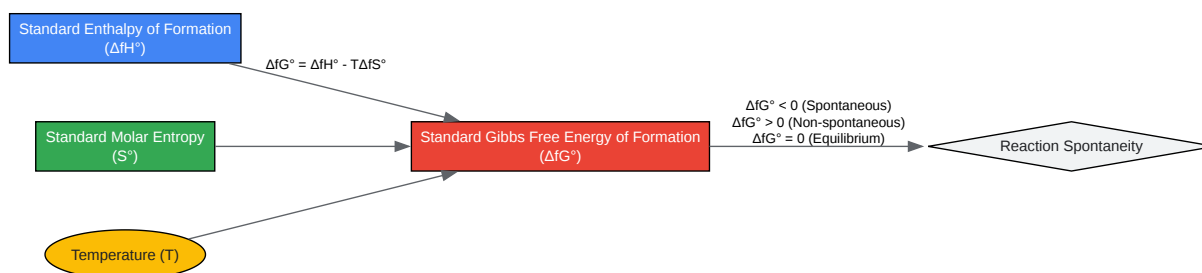 Standard Enthalpy of Formation
(ΔfH°)
ΔfG° = ΔfH° - TΔfS°
Standard Molar Entropy
(S°)
Standard Gibbs Free Energy of Formation
(ΔfG°)
ΔfG° < 0 (Spontaneous)
ΔfG° > 0 (Non-spontaneous)
ΔfG° = 0 (Equilibrium)
Reaction Spontaneity
Temperature (T)